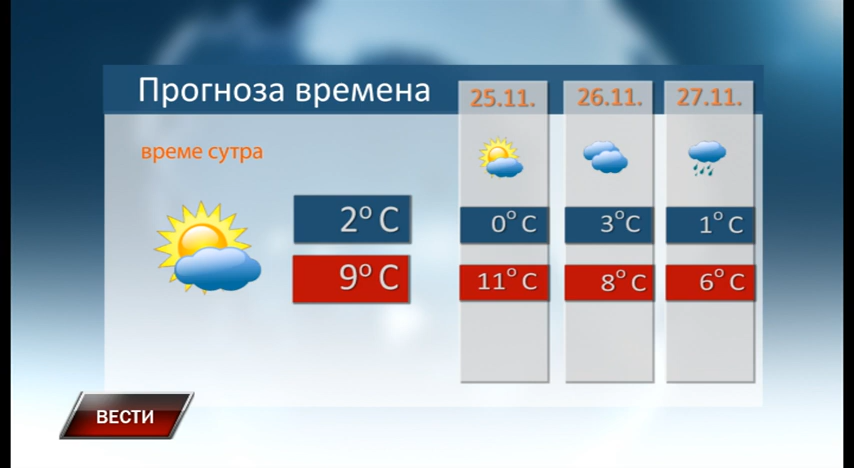 Прогноза времена
време сутра
2° C
9° C
25.11.
0° C
11° C
26.11.
3°C
8° C
27.11.
1° C
6° C
ВЕСТИ